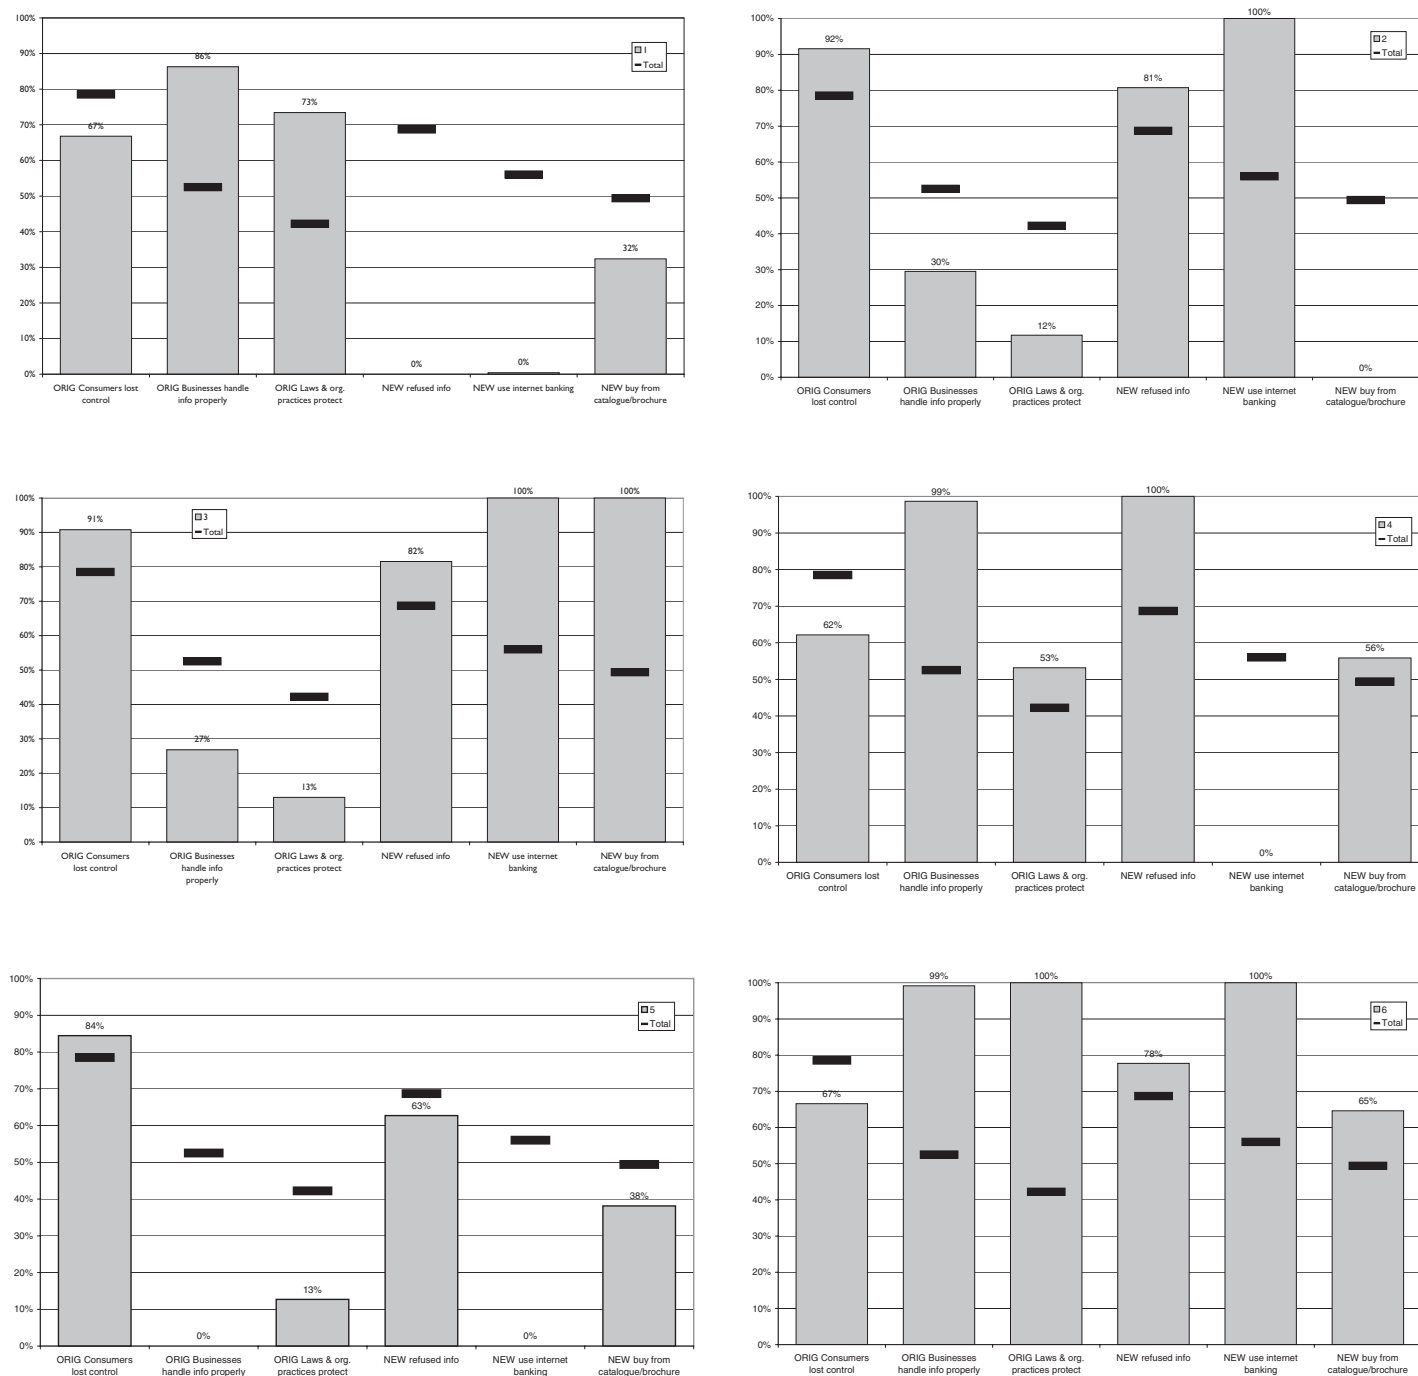 100%
90%
80%
70%
60%
50%
40%
30%
20%
10%
0%
1
Total
67%
86%
73%
0%
0%
32%
ORIG Consumers lost
control
ORIG Businesses handle
info properly
ORIG Laws & org.
practices protect
NEW refused info
NEW use internet banking
NEW buy from
catalogue/brochure
100%
90%
80%
70%
60%
50%
40%
30%
20%
10%
0%
2
Total
92%
30%
12%
81%
100%
0%
ORIG Consumers
lost control
ORIG Businesses
handle info properly
ORIG Laws & org.
practices protect
NEW refused info
NEW use internet
banking
NEW buy from
catalogue/brochure
100%
90%
80%
70%
60%
50%
40%
30%
20%
10%
0%
3
Total
91%
27%
13%
82%
100%
100%
ORIG Consumers
lost control
ORIG Businesses
handle info
properly
ORIG Laws & org.
practices protect
NEW refused info
NEW use internet
banking
NEW buy from
catalogue/brochure
100%
90%
80%
70%
60%
50%
40%
30%
20%
10%
0%
4
Total
62%
99%
53%
100%
0%
56%
ORIG Consumers lost
control
ORIG Businesses
handle info properly
ORIG Laws & org.
practices protect
NEW refused info
NEW use internet
banking
NEW buy from
catalogue/brochure
100%
90%
80%
70%
60%
50%
40%
30%
20%
10%
0%
5
Total
84%
0%
13%
63%
0%
38%
ORIG Consumers
lost control
ORIG Businesses
handle info properly
ORIG Laws & org.
practices protect
NEW refused info
NEW use internet
banking
NEW buy from
catalogue/brochure
100%
90%
80%
70%
60%
50%
40%
30%
20%
10%
0%
6
Total
67%
99%
100%
78%
100%
65%
ORIG Consumers
lost control
ORIG Businesses
handle info properly
ORIG Laws & org.
practices protect
NEW refused info
NEW use internet
banking
NEW buy from
catalogue/brochure